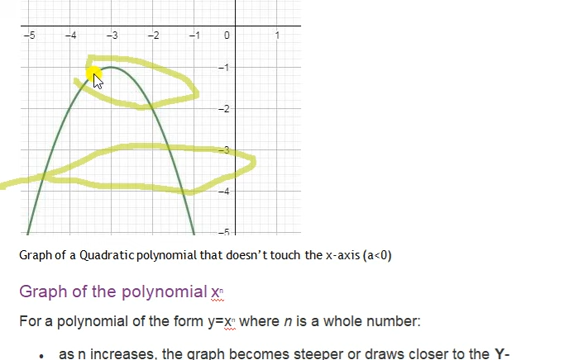 -5 -4 -3 -2 -1 0 1
-1
-2
-3
-4
-5
Graph of a Quadratic polynomial that doesn't touch the x-axis (a<0)
Graph of the polynomial xⁿ
For a polynomial of the form y=xⁿ where n is a whole number:
• as n increases, the graph becomes steeper or draws closer to the Y-